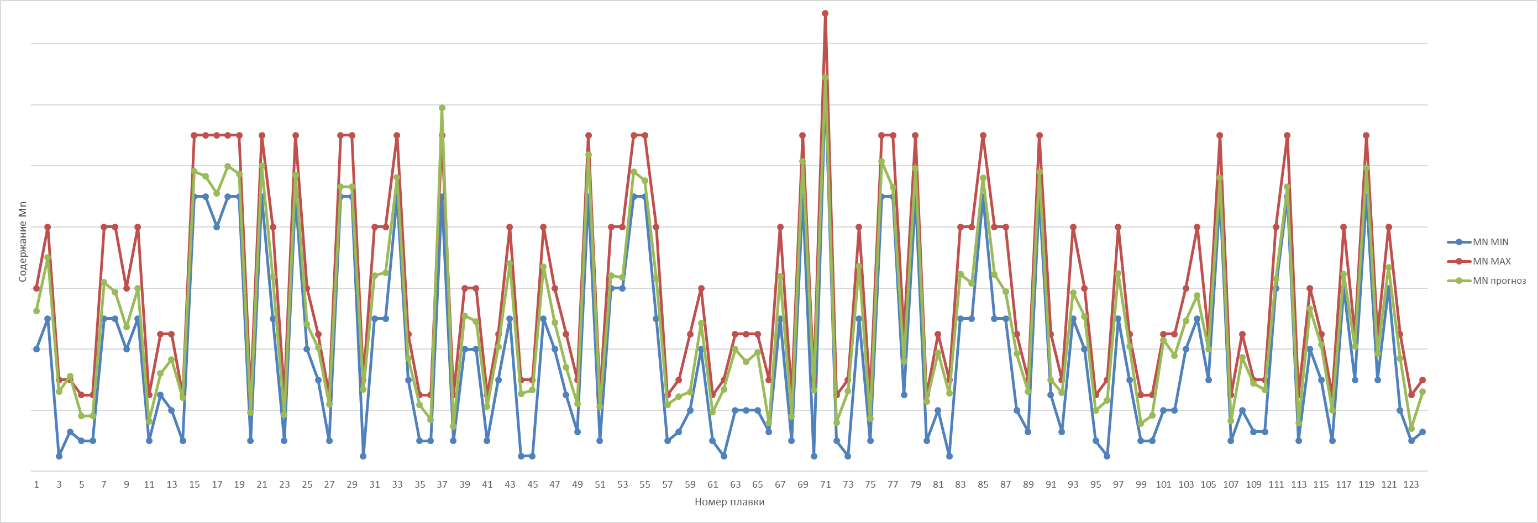 Содержание Mn
1 3 5 7 9 11 13 15 17 19 21 23 25 27 29 31 33 35 37 39 41 43 45 47 49 51 53 55 57 59 61 63 65 67 69 71 73 75 77 79 81 83 85 87 89 91 93 95 97 99 101 103 105 107 109 111 113 115 117 119 121 123
Номер плавки
MN MIN
MN MAX
MN прогноз